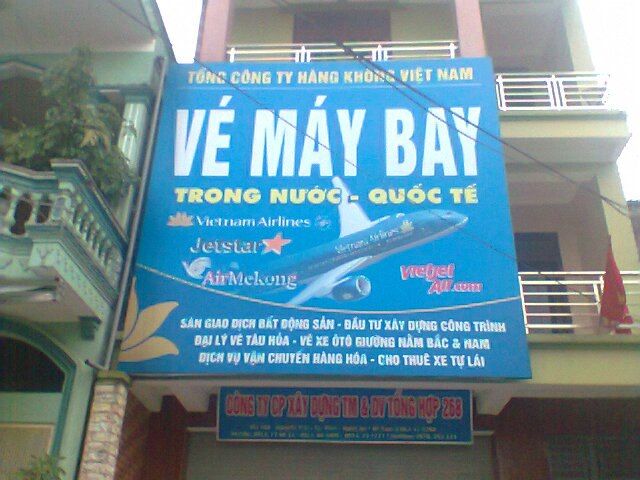 TỔNG CÔNG TY HÀNG KHÔNG VIỆT NAM
VÉ MÁY BAY
TRONG NƯỚC - QUỐC TẾ
Vietnam Airlines
Jetstar
AirMekong
Vietnam Airlines
VietJet
Air.com
SÀN GIAO DỊCH BẤT ĐỘNG SẢN - ĐẦU TƯ XÂY DỰNG CÔNG TRÌNH
ĐẠI LÝ VÉ TÀU HỎA - VÉ XE ÔTÔ GIƯỜNG NẰM BẮC & NAM
DỊCH VỤ VẬN CHUYỂN HÀNG HÓA - CHO THUÊ XE TỰ LÁI
CÔNG TY CP XÂY DỰNG TM & DV TỔNG HỢP 268